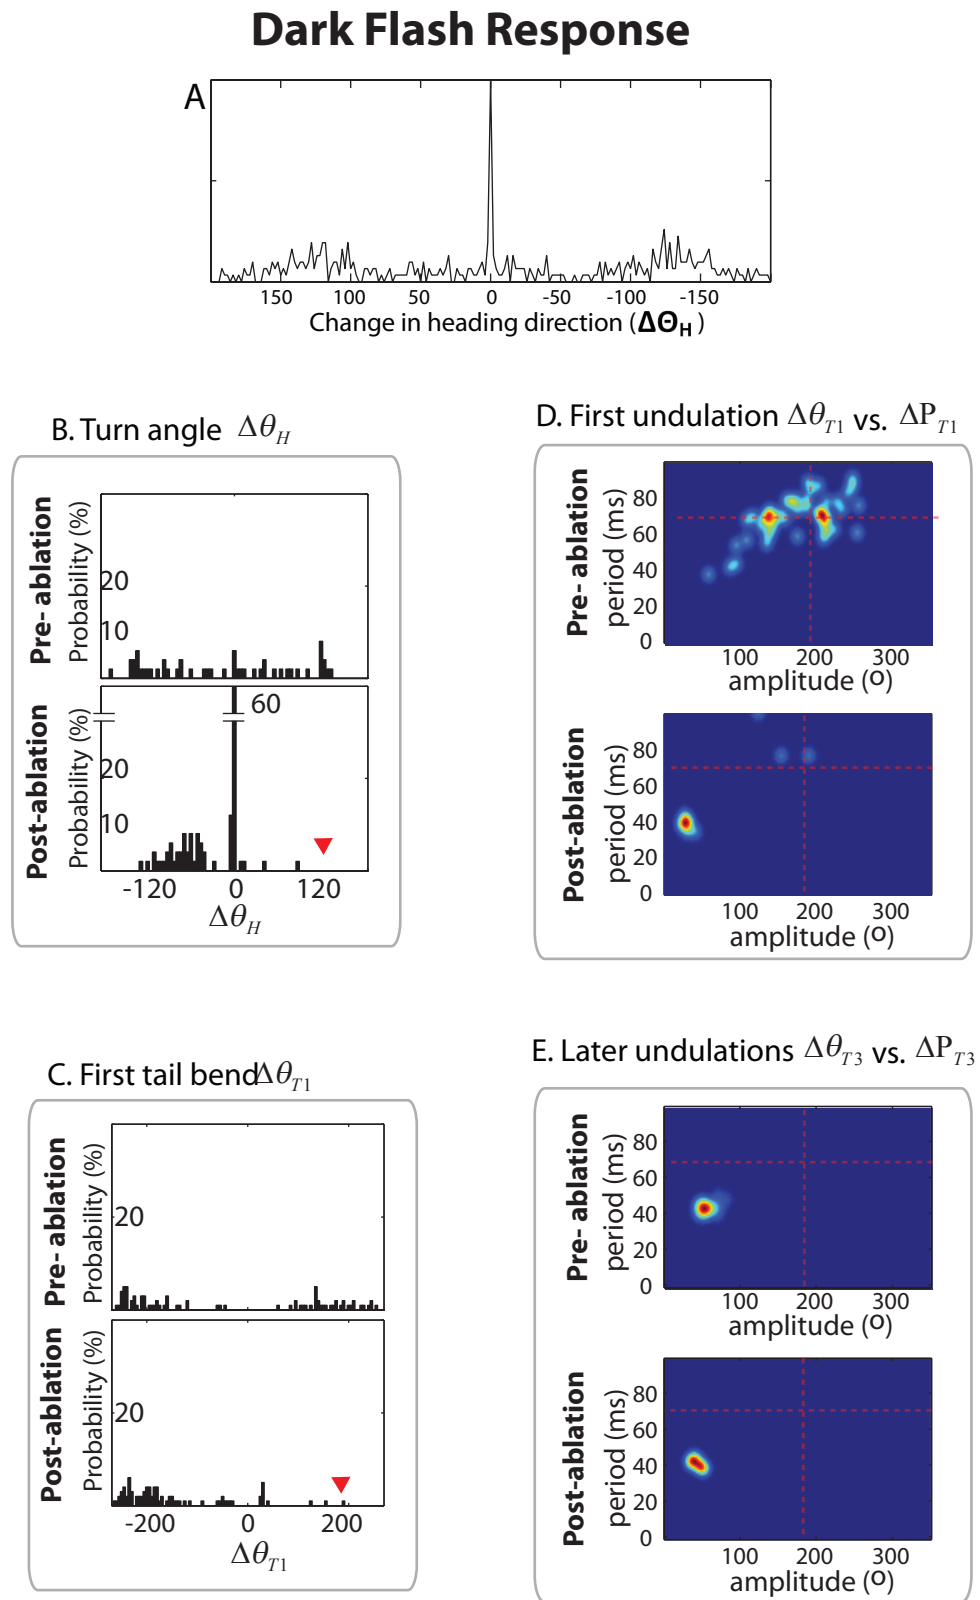 Dark Flash Response
A
150 100 50 0 -50 -100 -150
Change in heading direction (ΔΘH)
B. Turn angle ΔθH
Pre- ablation
Probability (%)
20
10
Post-ablation
Probability (%)
60
20
10
-120 0 120
ΔθH
C. First tail bend ΔθT1
Pre- ablation
Probability (%)
20
Post-ablation
Probability (%)
20
-200 0 200
ΔθT1
D. First undulation ΔθT1 vs. ΔPT1
Pre- ablation
period (ms)
80
60
40
20
0
100 200 300
amplitude (O)
Post-ablation
period (ms)
80
60
40
20
0
100 200 300
amplitude (O)
E. Later undulations ΔθT3 vs. ΔPT3
Pre- ablation
period (ms)
80
60
40
20
0
100 200 300
amplitude (O)
Post-ablation
period (ms)
80
60
40
20
0
100 200 300
amplitude (O)